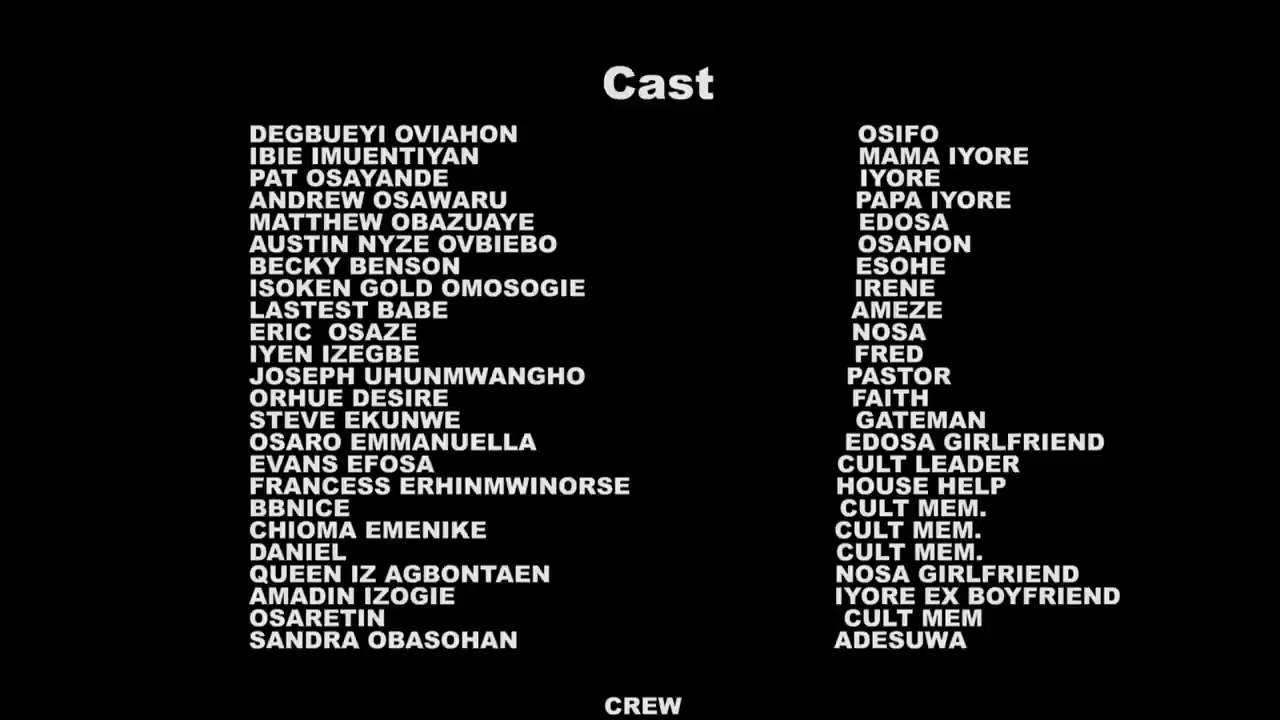 Cast
DEGBUEYI OVIAHON OSIFO
IBIE IMUENTIYAN MAMA IYORE
PAT OSAYANDE IYORE
ANDREW OSAWARU PAPA IYORE
MATTHEW OBAZUAYE EDOSA
AUSTIN NYZE OVBIEBO OSAHON
BECKY BENSON ESOHE
ISOKEN GOLD OMOSOGIE IRENE
LASTEST BABE AMEZE
ERIC OSAZE NOSA
IYEN IZEGBE FRED
JOSEPH UHUNMWANGHO PASTOR
ORHUE DESIRE FAITH
STEVE EKUNWE GATEMAN
OSARO EMMANUELLA EDOSA GIRLFRIEND
EVANS EFOSA CULT LEADER
FRANCESS ERHINMWINORSE HOUSE HELP
BBNICE CULT MEM.
CHIOMA EMENIKE CULT MEM.
DANIEL CULT MEM.
QUEEN IZ AGBONTAEN NOSA GIRLFRIEND
AMADIN IZOGIE IYORE EX BOYFRIEND
OSARETIN CULT MEM
SANDRA OBASOHAN ADESUWA
CREW